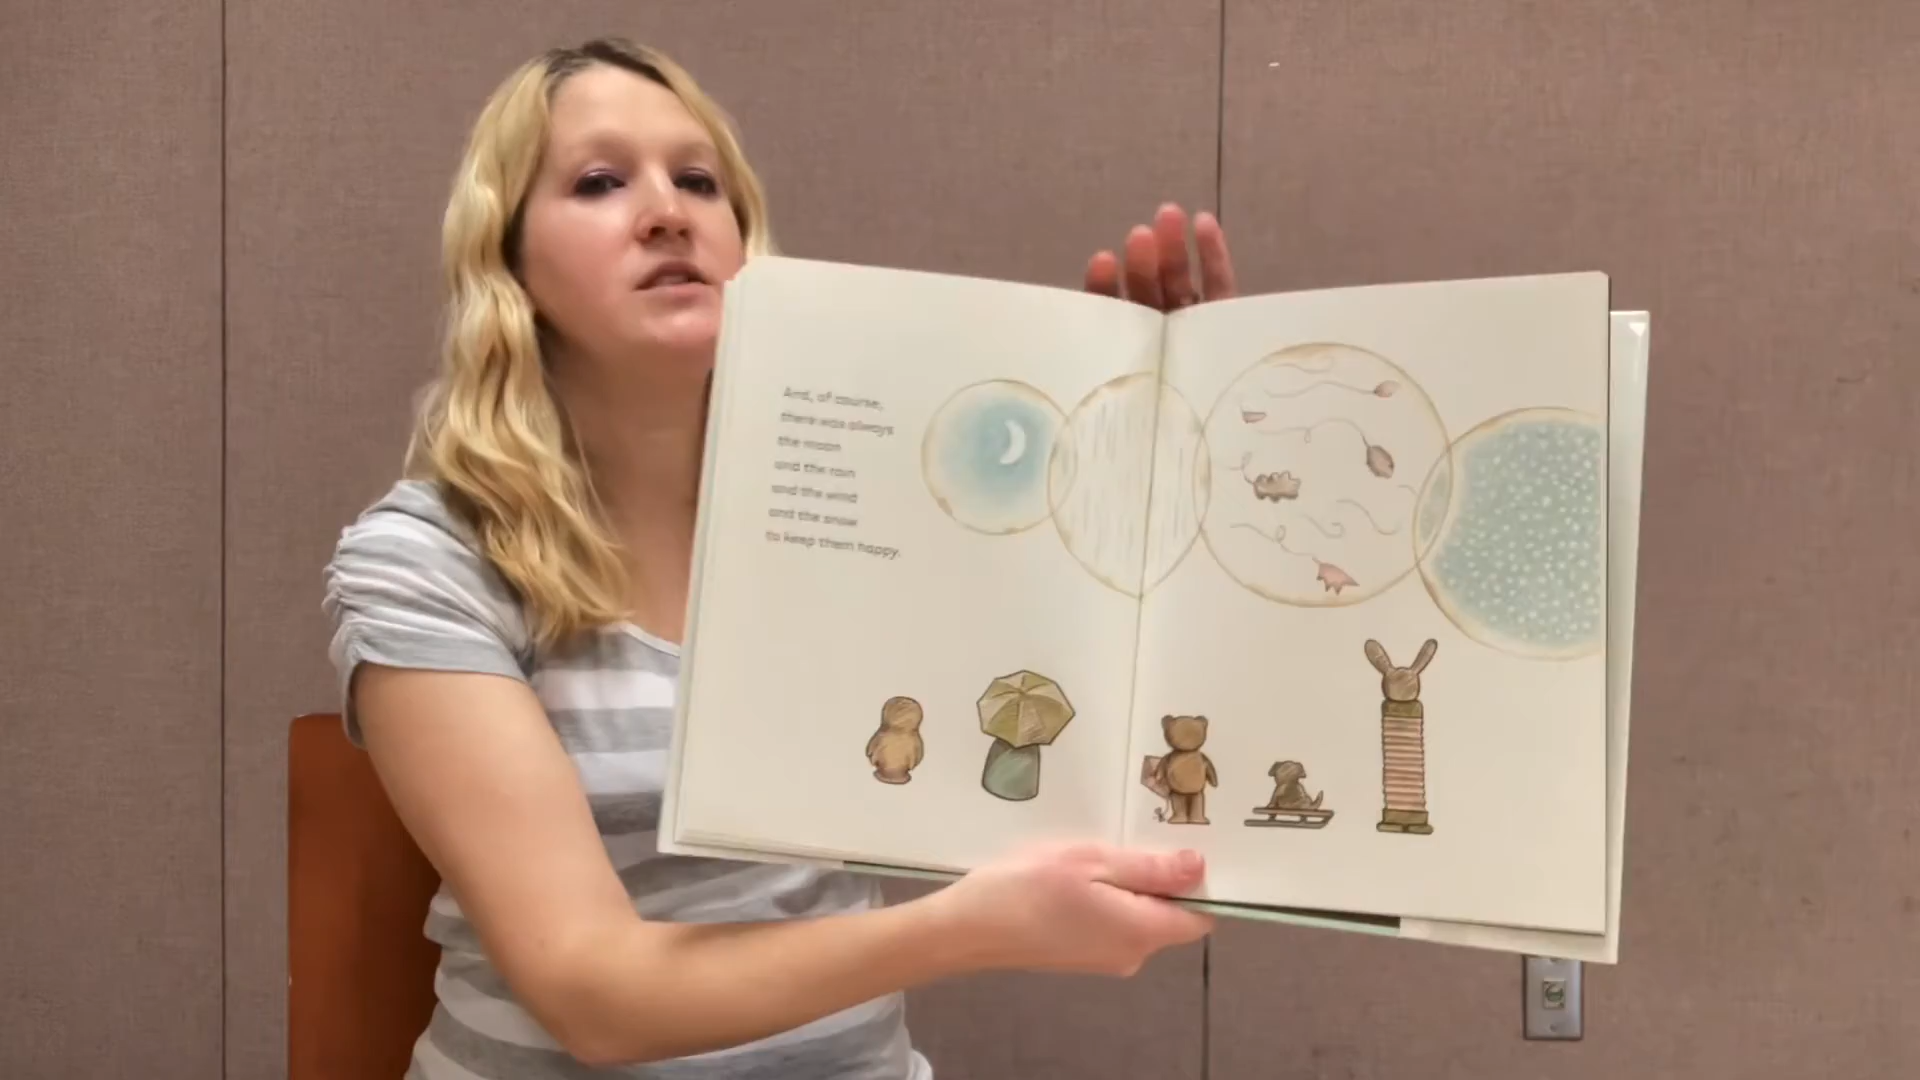 And, of course,
there was always
the moon
and the rain
and the wind
and the snow
to keep them happy.